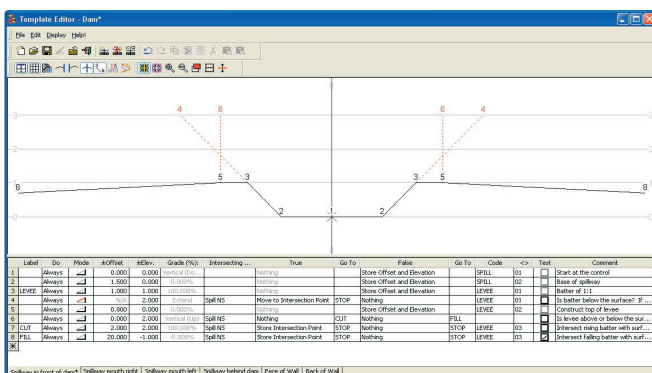 Template Editor - Dam*
File Edit Display Help!
4 6 6 4
3
2
1
0
8 5 3 3 5 8
2 1 2
Label Do Mode ±Offset ±Elev. Grade (%): Intersecting ... True Go To False Go To Code <> Test Comment
1 Always 0.000 0.000 Vertical (Do... Nothing Store Offset and Elevation SPILL 01 Start at the control
2 Always 1.500 0.000 0.000% Nothing Store Offset and Elevation SPILL 02 Base of spillway
3 LEVEE Always 1.000 1.000 100.000% Nothing Store Offset and Elevation LEVEE 01 Batter of 1:1
4 Always N/A 2.000 Extend Spill NS Move to Intersection Point STOP Nothing LEVEE 01 Is batter below the surface? If ...
5 Always 0.800 0.000 0.000% Nothing Store Offset and Elevation LEVEE 02 Construct top of levee
6 Always 0.000 2.000 Vertical (Up) Spill NS Nothing CUT Nothing FILL Is levee above or below the sur...
7 CUT Always 2.000 2.000 100.000% Spill NS Store Intersection Point STOP Nothing STOP LEVEE 03 Intersect rising batter with surf...
8 FILL Always 20.000 -1.000 -5.000% Spill NS Store Intersection Point STOP Nothing STOP LEVEE 03 Intersect falling batter with surf...
Spillway in front of dam* Spillway mouth right Spillway mouth left Spillway behind dam Face of Wall Back of Wall